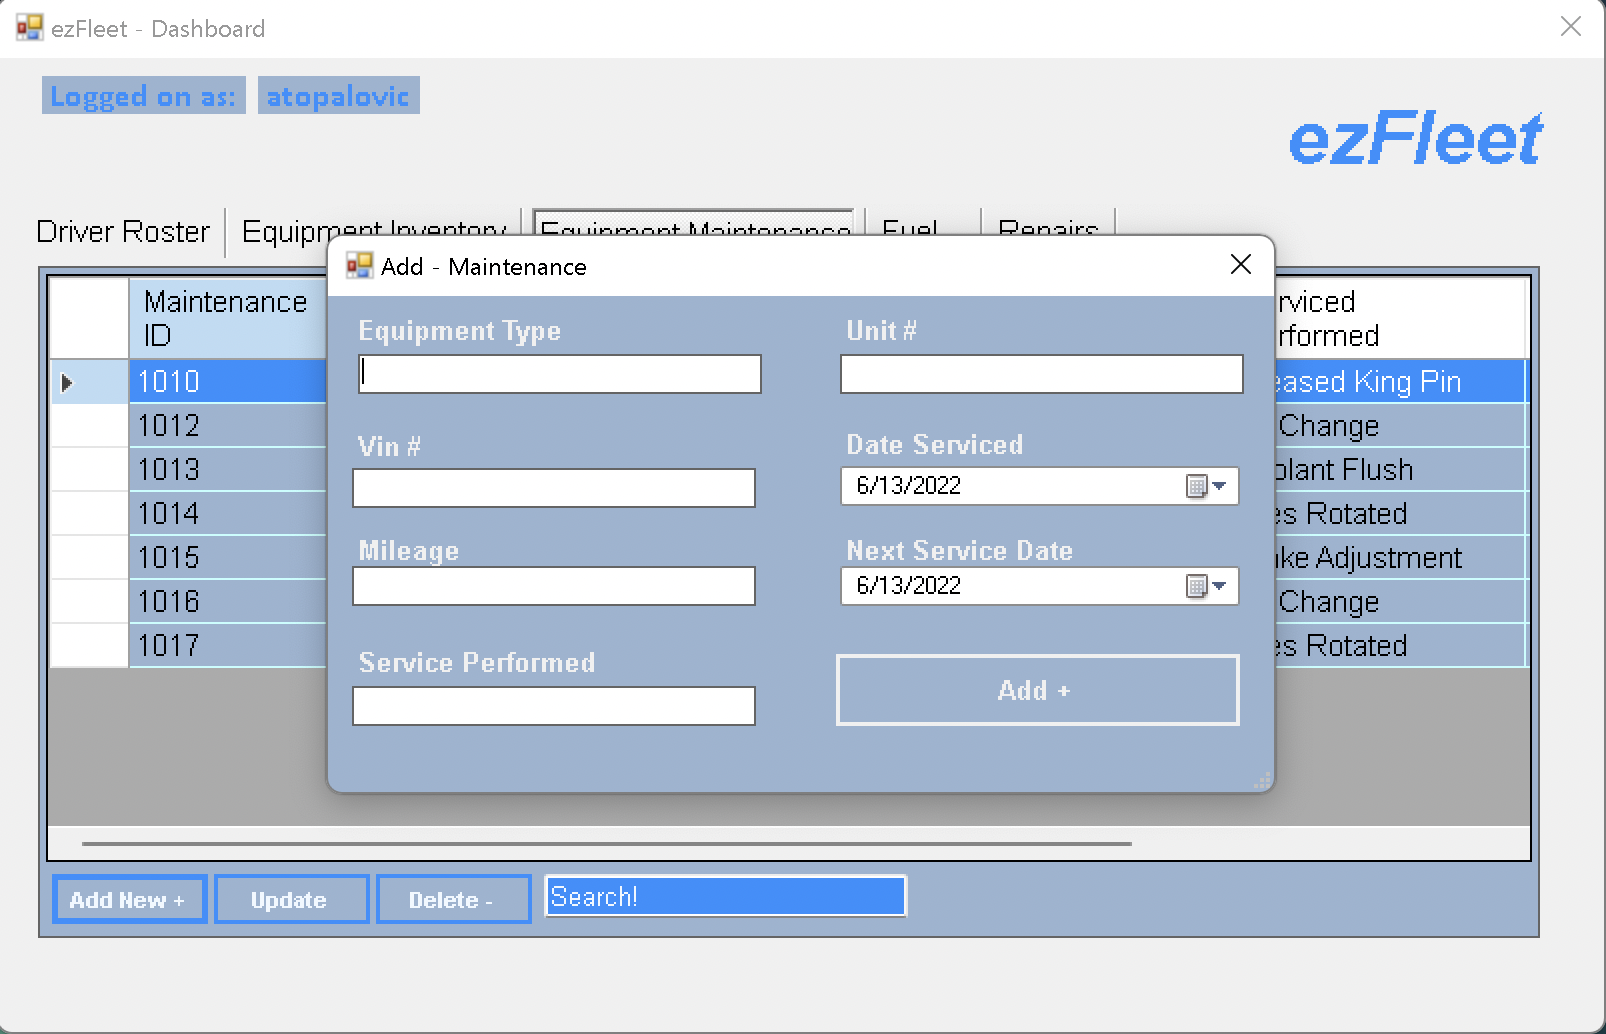 ezFleet - Dashboard
Logged on as: atopalovic
ezFleet
Driver Roster Equipment Inventory Equipment Maintenance Fuel Repairs
Add - Maintenance
Maintenance
ID
rviced
rformed
1010
eased King Pin
1012
Change
1013
olant Flush
1014
es Rotated
1015
ke Adjustment
1016
Change
1017
es Rotated
Equipment Type
Unit #
Vin #
Date Serviced
6/13/2022
Mileage
Next Service Date
6/13/2022
Service Performed
Add +
Add New + Update Delete - Search!